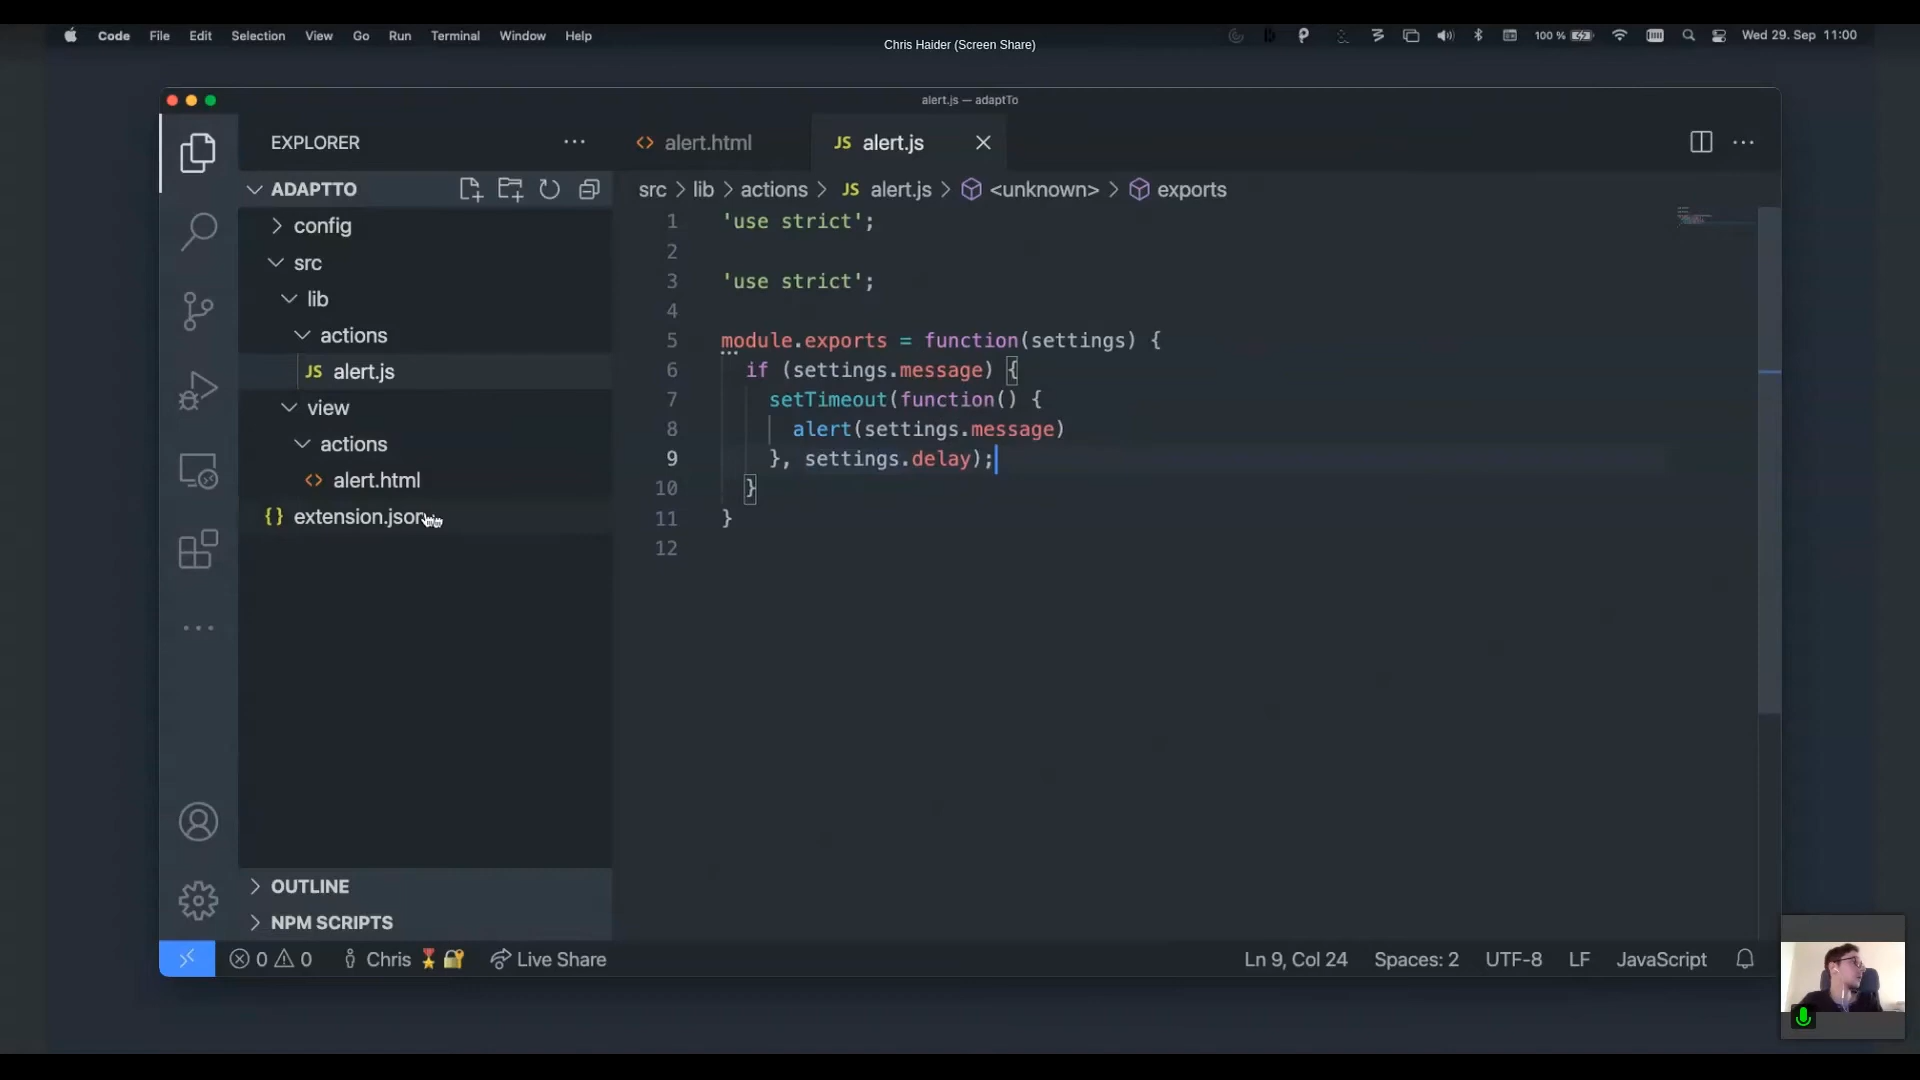 Code File Edit Selection View Go Run Terminal Window Help
Chris Haider (Screen Share)
100 % Wed 29. Sep 11:00
alert.js — adaptTo
EXPLORER
alert.html
JS alert.js
ADAPTTO
src > lib > actions > JS alert.js > <unknown> > exports
config
src
lib
actions
JS alert.js
view
actions
<> alert.html
{} extension.json
1 'use strict';
2
3 'use strict';
4
5 module.exports = function(settings) {
6 if (settings.message) {
7 setTimeout(function() {
8 alert(settings.message)
9 }, settings.delay);
10 }
11 }
12
OUTLINE
NPM SCRIPTS
0 0 Chris Live Share
Ln 9, Col 24 Spaces: 2 UTF-8 LF JavaScript